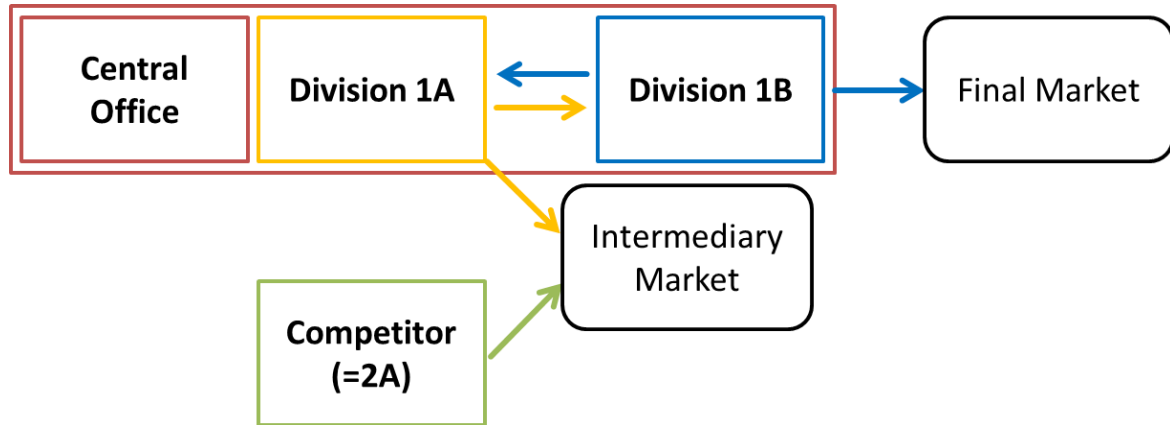 Central
Office
Division 1A
Division 1B
Final Market
Intermediary
Market
Competitor
(=2A)